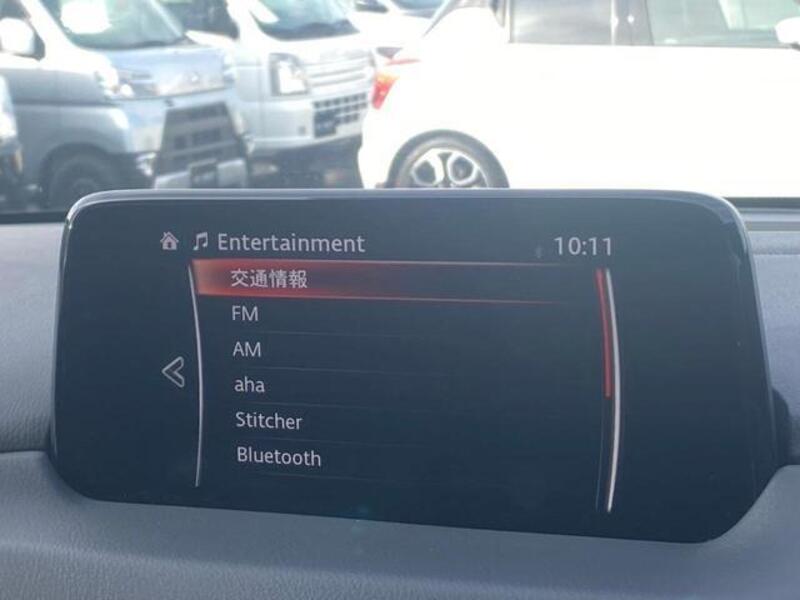 Entertainment 10:11
交通情報
FM
AM
aha
Stitcher
Bluetooth